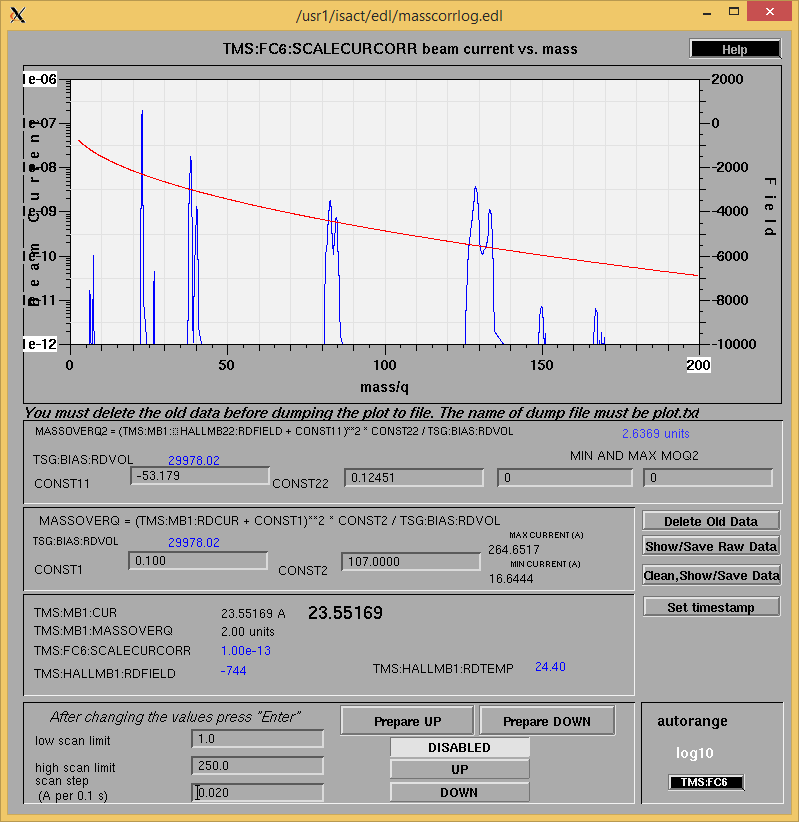 /usr1/isact/edl/masscorrlog.edl
TMS:FC6:SCALECURCORR beam current vs. mass
Help
1e-06
1e-07
1e-08
1e-09
1e-10
1e-11
1e-12
Beam Current
2000
0
-2000
-4000
-6000
-8000
-10000
Field
0 50 100 150 200
mass/q
You must delete the old data before dumping the plot to file. The name of dump file must be plot.txt
MASSOVERQ2 = (TMS:MB1: HALLMB22:RDFIELD + CONST11)**2 * CONST22 / TSG:BIAS:RDVOL
2.6369 units
TSG:BIAS:RDVOL 29978.02
MIN AND MAX MOQ2
CONST11 -53.179 CONST22 0.12451 0 0
MASSOVERQ = (TMS:MB1:RDCUR + CONST1)**2 * CONST2 / TSG:BIAS:RDVOL
TSG:BIAS:RDVOL 29978.02
MAX CURRENT (A)
264.6517
MIN CURRENT (A)
16.6444
CONST1 0.100 CONST2 107.0000
Delete Old Data
Show/Save Raw Data
Clean,Show/Save Data
Set timestamp
TMS:MB1:CUR 23.55169 A 23.55169
TMS:MB1:MASSOVERQ 2.00 units
TMS:FC6:SCALECURCORR 1.00e-13
TMS:HALLMB1:RDFIELD -744 TMS:HALLMB1:RDTEMP 24.40
After changing the values press "Enter"
low scan limit 1.0
high scan limit 250.0
scan step
(A per 0.1 s) 0.020
Prepare UP
Prepare DOWN
DISABLED
UP
DOWN
autorange
log10
TMS:FC6